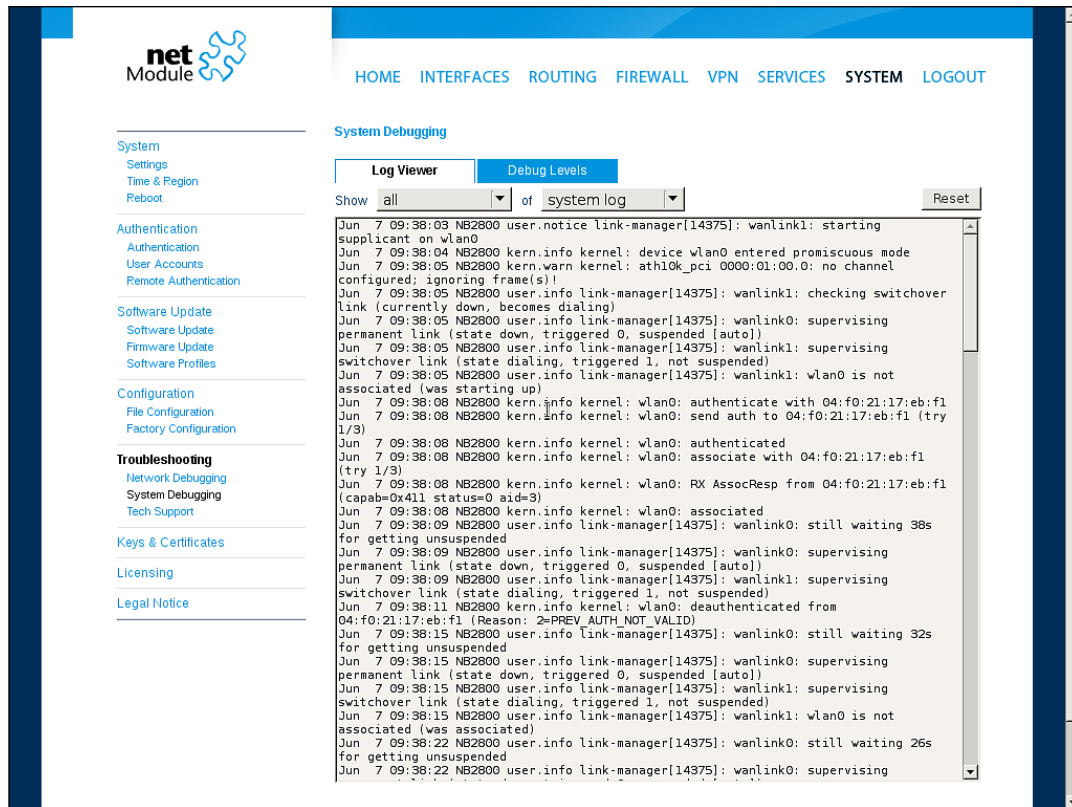 net
Module
HOME INTERFACES ROUTING FIREWALL VPN SERVICES SYSTEM LOGOUT
System
Settings
Time & Region
Reboot
Authentication
Authentication
User Accounts
Remote Authentication
Software Update
Software Update
Firmware Update
Software Profiles
Configuration
File Configuration
Factory Configuration
Troubleshooting
Network Debugging
System Debugging
Tech Support
Keys & Certificates
Licensing
Legal Notice
System Debugging
Log Viewer Debug Levels
Show all of system log Reset
Jun  7 09:38:03 NB2800 user.notice link-manager[14375]: wanlink1: starting
supplicant on wlan0
Jun  7 09:38:04 NB2800 kern.info kernel: device wlan0 entered promiscuous mode
Jun  7 09:38:05 NB2800 kern.warn kernel: ath10k_pci 0000:01:00.0: no channel
configured; ignoring frame(s)!
Jun  7 09:38:05 NB2800 user.info link-manager[14375]: wanlink1: checking switchover
link (currently down, becomes dialing)
Jun  7 09:38:05 NB2800 user.info link-manager[14375]: wanlink0: supervising
permanent link (state down, triggered 0, suspended [auto])
Jun  7 09:38:05 NB2800 user.info link-manager[14375]: wanlink1: supervising
switchover link (state dialing, triggered 1, not suspended)
Jun  7 09:38:05 NB2800 user.info link-manager[14375]: wanlink1: wlan0 is not
associated (was starting up)
Jun  7 09:38:08 NB2800 kern.info kernel: wlan0: authenticate with 04:f0:21:17:eb:f1
Jun  7 09:38:08 NB2800 kern.info kernel: wlan0: send auth to 04:f0:21:17:eb:f1 (try
1/3)
Jun  7 09:38:08 NB2800 kern.info kernel: wlan0: authenticated
Jun  7 09:38:08 NB2800 kern.info kernel: wlan0: associate with 04:f0:21:17:eb:f1
(try 1/3)
Jun  7 09:38:08 NB2800 kern.info kernel: wlan0: RX AssocResp from 04:f0:21:17:eb:f1
(capab=0x411 status=0 aid=3)
Jun  7 09:38:08 NB2800 kern.info kernel: wlan0: associated
Jun  7 09:38:09 NB2800 user.info link-manager[14375]: wanlink0: still waiting 38s
for getting unsuspended
Jun  7 09:38:09 NB2800 user.info link-manager[14375]: wanlink0: supervising
permanent link (state down, triggered 0, suspended [auto])
Jun  7 09:38:09 NB2800 user.info link-manager[14375]: wanlink1: supervising
switchover link (state dialing, triggered 1, not suspended)
Jun  7 09:38:11 NB2800 kern.info kernel: wlan0: deauthenticated from
04:f0:21:17:eb:f1 (Reason: 2=PREV_AUTH_NOT_VALID)
Jun  7 09:38:15 NB2800 user.info link-manager[14375]: wanlink0: still waiting 32s
for getting unsuspended
Jun  7 09:38:15 NB2800 user.info link-manager[14375]: wanlink0: supervising
permanent link (state down, triggered 0, suspended [auto])
Jun  7 09:38:15 NB2800 user.info link-manager[14375]: wanlink1: supervising
switchover link (state dialing, triggered 1, not suspended)
Jun  7 09:38:15 NB2800 user.info link-manager[14375]: wanlink1: wlan0 is not
associated (was associated)
Jun  7 09:38:22 NB2800 user.info link-manager[14375]: wanlink0: still waiting 26s
for getting unsuspended
Jun  7 09:38:22 NB2800 user.info link-manager[14375]: wanlink0: supervising